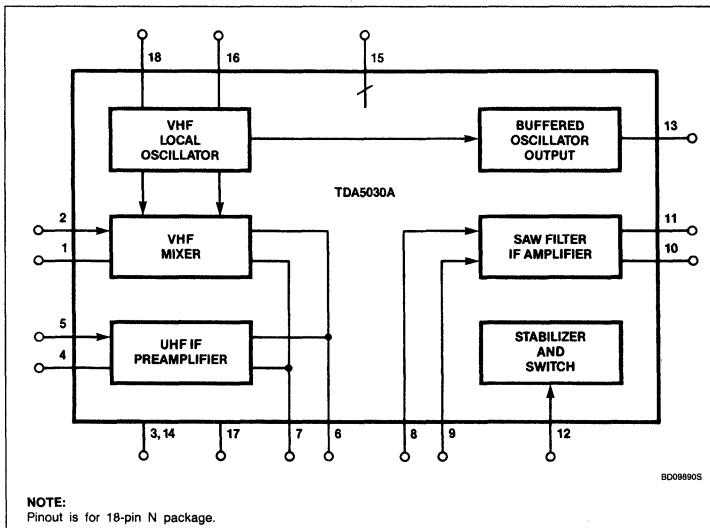 18 16 15
VHF
LOCAL
OSCILLATOR
BUFFERED
OSCILLATOR
OUTPUT
13
TDA5030A
2
1
VHF
MIXER
SAW FILTER
IF AMPLIFIER
11
10
5
4
UHF IF
PREAMPLIFIER
STABILIZER
AND
SWITCH
3, 14 17 7 6 8 9 12
BD09890S
NOTE:
Pinout is for 18-pin N package.